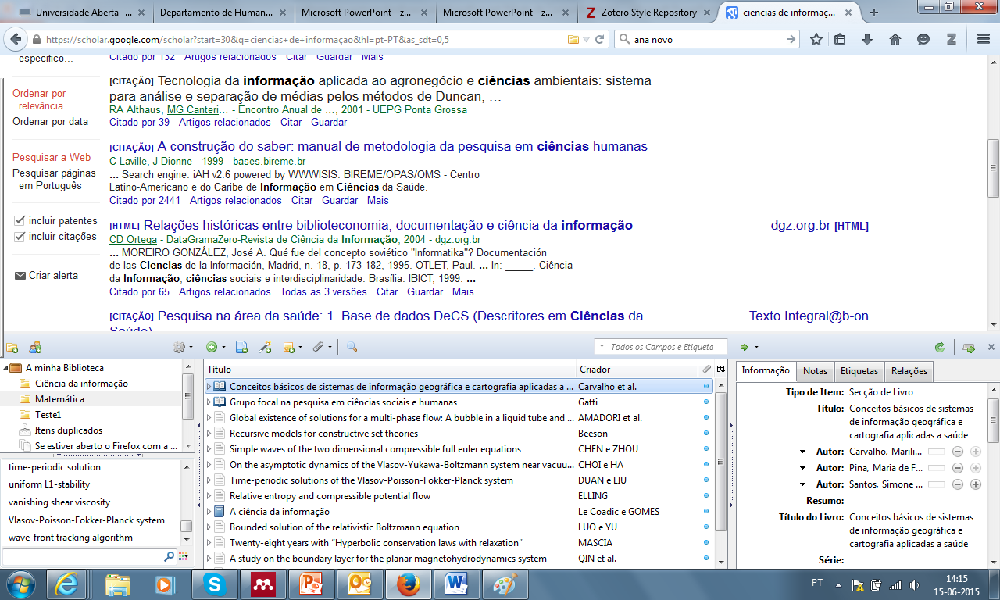 Universidade Aberta -...
Departamento de Human...
Microsoft PowerPoint - z...
Microsoft PowerPoint - z...
Zotero Style Repository
ciencias de informaç...
https://scholar.google.com/scholar?start=30&q=ciencias+de+informaçao&hl=pt-PT&as_sdt=0,5
ana novo
específico...
Citado por 132 Artigos relacionados Citar Guardar Mais
Ordenar por
relevância
Ordenar por data
Pesquisar a Web
Pesquisar páginas
em Português
incluir patentes
incluir citações
Criar alerta
[CITAÇÃO] Tecnologia da informação aplicada ao agronegócio e ciências ambientais: sistema
para análise e separação de médias pelos métodos de Duncan, …
RA Althaus, MG Canteri… - Encontro Anual de …, 2001 - UEPG Ponta Grossa
Citado por 39 Artigos relacionados Citar Guardar
[CITAÇÃO] A construção do saber: manual de metodologia da pesquisa em ciências humanas
C Laville, J Dionne - 1999 - bases.bireme.br
... Search engine: iAH v2.6 powered by WWWISIS. BIREME/OPAS/OMS - Centro
Latino-Americano e do Caribe de Informação em Ciências da Saúde.
Citado por 2441 Artigos relacionados Citar Guardar Mais
[HTML] Relações históricas entre biblioteconomia, documentação e ciência da informação
dgz.org.br [HTML]
CD Ortega - DataGramaZero-Revista de Ciência da Informação, 2004 - dgz.org.br
... MOREIRO GONZÁLEZ, José A. Qué fue del concepto soviético "Informatika"? Documentación
de las Ciencias de la Información, Madrid, n. 18, p. 173-182, 1995. OTLET, Paul. ... In: _____. Ciência
da Informação, ciências sociais e interdisciplinaridade. Brasília: IBICT, 1999. ...
Citado por 65 Artigos relacionados Todas as 3 versões Citar Guardar Mais
[CITAÇÃO] Pesquisa na área da saúde: 1. Base de dados DeCS (Descritores em Ciências da
Saúde)
Texto Integral@b-on
Todos os Campos e Etiqueta
A minha Biblioteca
Ciência da informação
Matemática
Teste1
Itens duplicados
Se estiver aberto o Firefox com a ...
time-periodic solution
uniform L1-stability
vanishing shear viscosity
Vlasov-Poisson-Fokker-Planck system
wave-front tracking algorithm
Título Criador
Conceitos básicos de sistemas de informação geográfica e cartografia aplicadas a ... Carvalho et al.
Grupo focal na pesquisa em ciências sociais e humanas Gatti
Global existence of solutions for a multi-phase flow: A bubble in a liquid tube and ... AMADORI et al.
Recursive models for constructive set theories Beeson
Simple waves of the two dimensional compressible full euler equations CHEN e ZHOU
On the asymptotic dynamics of the Vlasov-Yukawa-Boltzmann system near vacuu... CHOI e HA
Time-periodic solutions of the Vlasov-Poisson-Fokker-Planck system DUAN e LIU
Relative entropy and compressible potential flow ELLING
A ciência da informação Le Coadic e GOMES
Bounded solution of the relativistic Boltzmann equation LUO e YU
Twenty-eight years with “Hyperbolic conservation laws with relaxation” MASCIA
A study on the boundary layer for the planar magnetohydrodynamics system QIN et al.
Informação Notas Etiquetas Relações
Tipo de Item: Secção de Livro
Título: Conceitos básicos de sistemas
de informação geográfica e
cartografia aplicadas a saúde
Autor: Carvalho, Marili...
Autor: Pina, Maria de F...
Autor: Santos, Simone ...
Resumo:
Título do Livro: Conceitos básicos de sistemas
de informação geográfica e
cartografia aplicadas a saúde
Série:
PT
14:15
15-06-2015